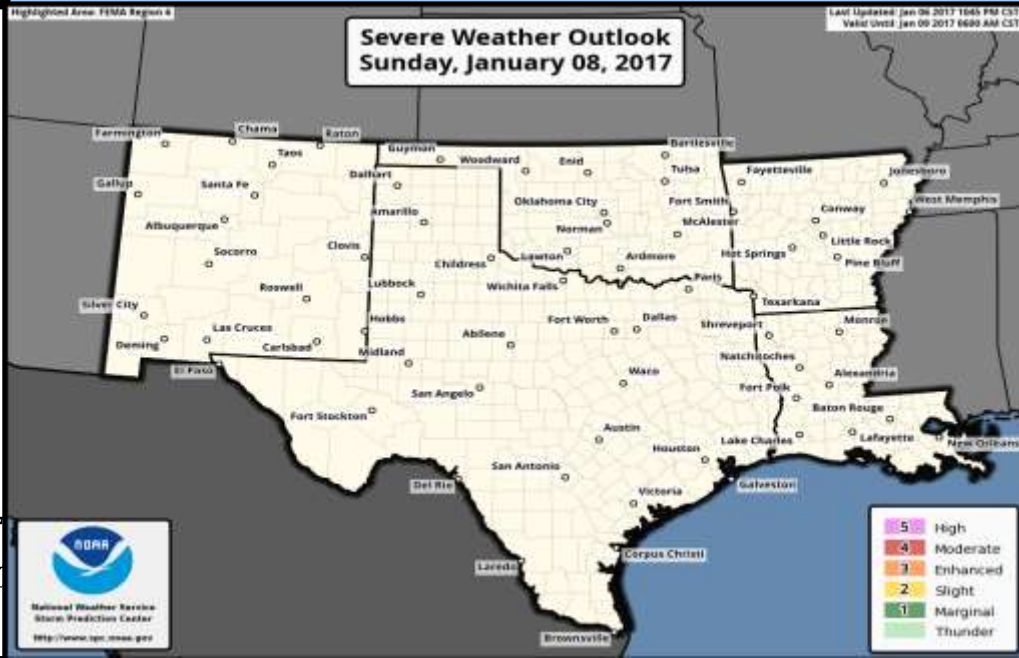 Highlighted Area: FEMA Region 6
Last Updated: Jan 06 2017 1045 PM CST
Valid Until: Jan 09 2017 0600 AM CST
Severe Weather Outlook
Sunday, January 08, 2017
Farmington
Chama
Raton
Taos
Guymon
Woodward
Enid
Bartlesville
Tulsa
Fayetteville
Jonesboro
Gallup
Santa Fe
Dalhart
Oklahoma City
Fort Smith
Conway
West Memphis
Albuquerque
Amarillo
Norman
McAlester
Socorro
Clovis
Childress
Lawton
Ardmore
Hot Springs
Little Rock
Pine Bluff
Roswell
Lubbock
Wichita Falls
Paris
Texarkana
Silver City
Las Cruces
Hobbs
Abilene
Fort Worth
Dallas
Shreveport
Monroe
Deming
Carlsbad
Midland
Natchitoches
El Paso
San Angelo
Waco
Fort Polk
Alexandria
Fort Stockton
Austin
Baton Rouge
Houston
Lake Charles
Lafayette
New Orleans
San Antonio
Del Rio
Victoria
Galveston
Corpus Christi
Laredo
Brownsville
NOAA
National Weather Service
Storm Prediction Center
http://www.spc.noaa.gov
5 High
4 Moderate
3 Enhanced
2 Slight
1 Marginal
Thunder